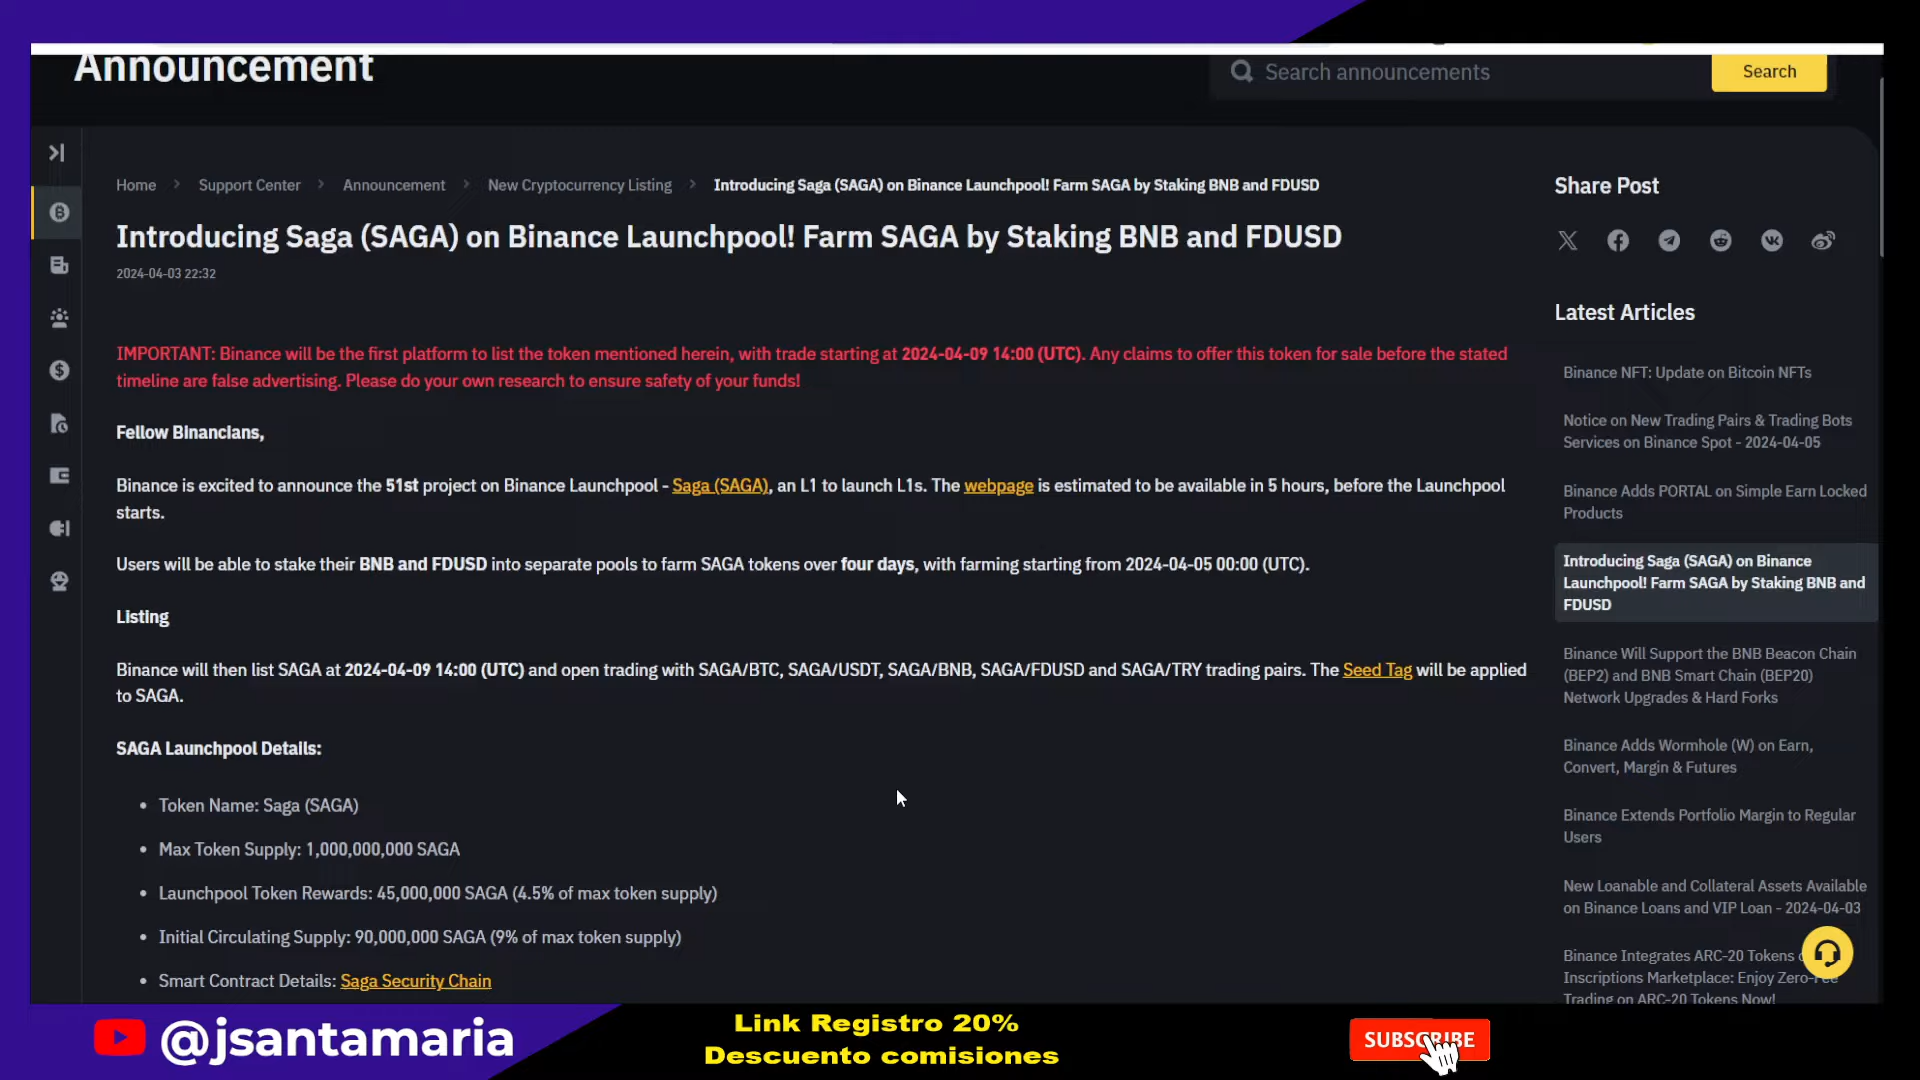 Announcement
Search announcements
Search
Home > Support Center > Announcement > New Cryptocurrency Listing > Introducing Saga (SAGA) on Binance Launchpool! Farm SAGA by Staking BNB and FDUSD
Introducing Saga (SAGA) on Binance Launchpool! Farm SAGA by Staking BNB and FDUSD
2024-04-03 22:32
IMPORTANT: Binance will be the first platform to list the token mentioned herein, with trade starting at 2024-04-09 14:00 (UTC). Any claims to offer this token for sale before the stated
timeline are false advertising. Please do your own research to ensure safety of your funds!
Fellow Binancians,
Binance is excited to announce the 51st project on Binance Launchpool - Saga (SAGA), an L1 to launch L1s. The webpage is estimated to be available in 5 hours, before the Launchpool
starts.
Users will be able to stake their BNB and FDUSD into separate pools to farm SAGA tokens over four days, with farming starting from 2024-04-05 00:00 (UTC).
Listing
Binance will then list SAGA at 2024-04-09 14:00 (UTC) and open trading with SAGA/BTC, SAGA/USDT, SAGA/BNB, SAGA/FDUSD and SAGA/TRY trading pairs. The Seed Tag will be applied
to SAGA.
SAGA Launchpool Details:
• Token Name: Saga (SAGA)
• Max Token Supply: 1,000,000,000 SAGA
• Launchpool Token Rewards: 45,000,000 SAGA (4.5% of max token supply)
• Initial Circulating Supply: 90,000,000 SAGA (9% of max token supply)
• Smart Contract Details: Saga Security Chain
Share Post
Latest Articles
Binance NFT: Update on Bitcoin NFTs
Notice on New Trading Pairs & Trading Bots
Services on Binance Spot - 2024-04-05
Binance Adds PORTAL on Simple Earn Locked
Products
Introducing Saga (SAGA) on Binance
Launchpool! Farm SAGA by Staking BNB and
FDUSD
Binance Will Support the BNB Beacon Chain
(BEP2) and BNB Smart Chain (BEP20)
Network Upgrades & Hard Forks
Binance Adds Wormhole (W) on Earn,
Convert, Margin & Futures
Binance Extends Portfolio Margin to Regular
Users
New Loanable and Collateral Assets Available
on Binance Loans and VIP Loan - 2024-04-03
Binance Integrates ARC-20 Tokens
Inscriptions Marketplace: Enjoy Zero-Fee
Trading on ARC-20 Tokens Now!
@jsantamaria
Link Registro 20%
Descuento comisiones
SUBSCRIBE